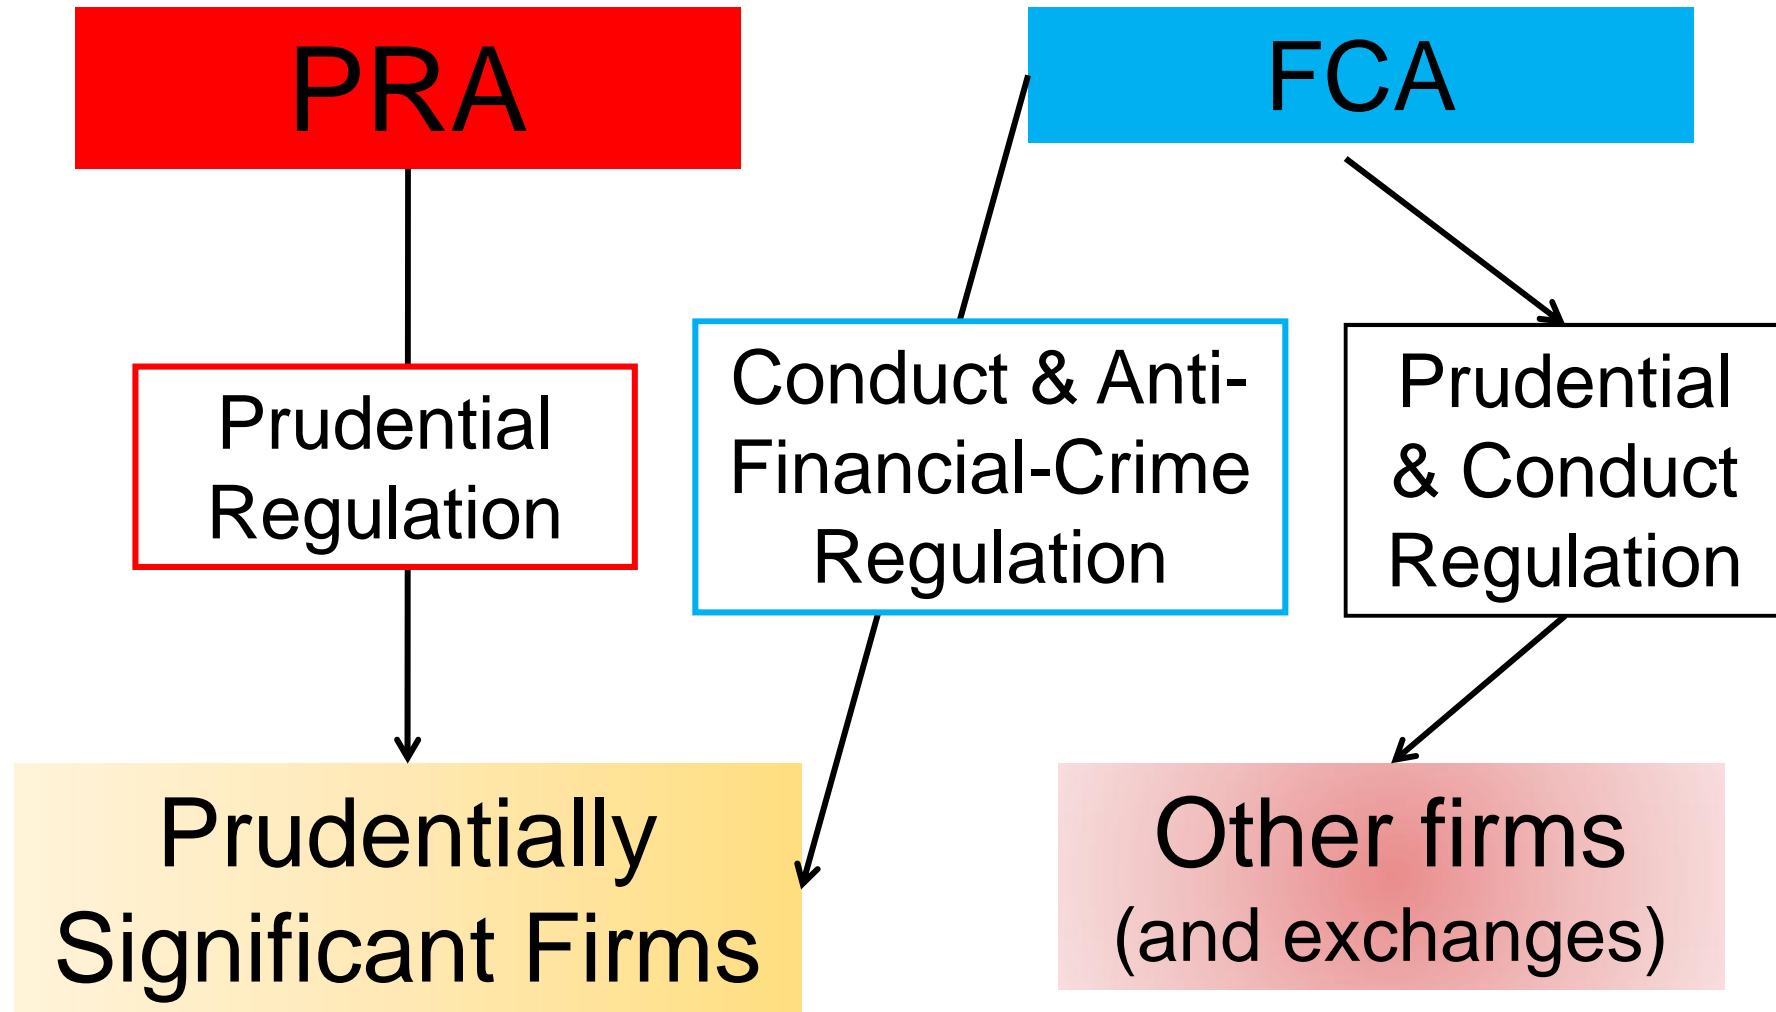 PRA
FCA
Prudential
Regulation
Conduct & Anti-
Financial-Crime
Regulation
Prudential
& Conduct
Regulation
Prudentially
Significant Firms
Other firms
(and exchanges)